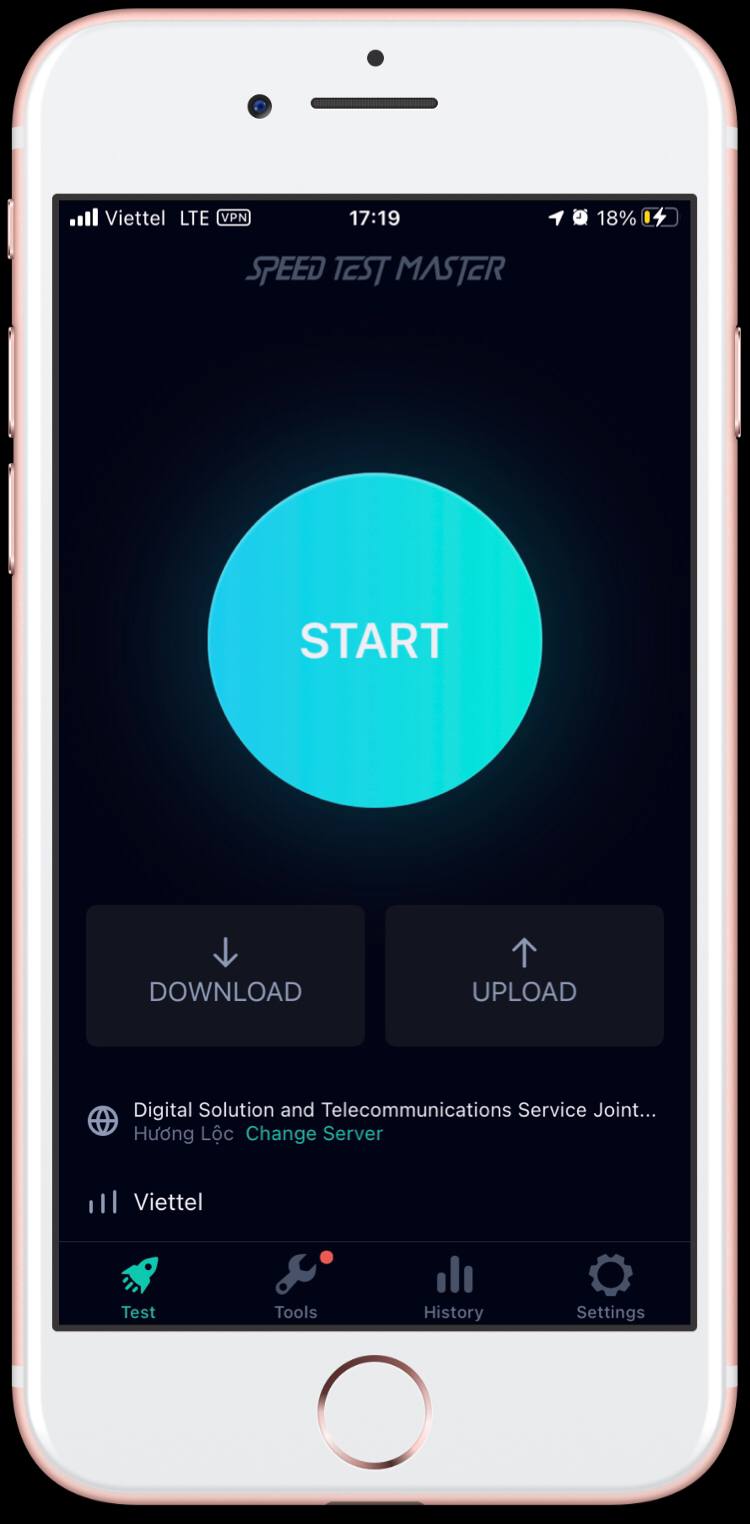 Viettel LTE VPN 17:19 18%
SPEED TEST MASTER
START
DOWNLOAD UPLOAD
Digital Solution and Telecommunications Service Joint...
Hương Lộc Change Server
Viettel
Test Tools History Settings